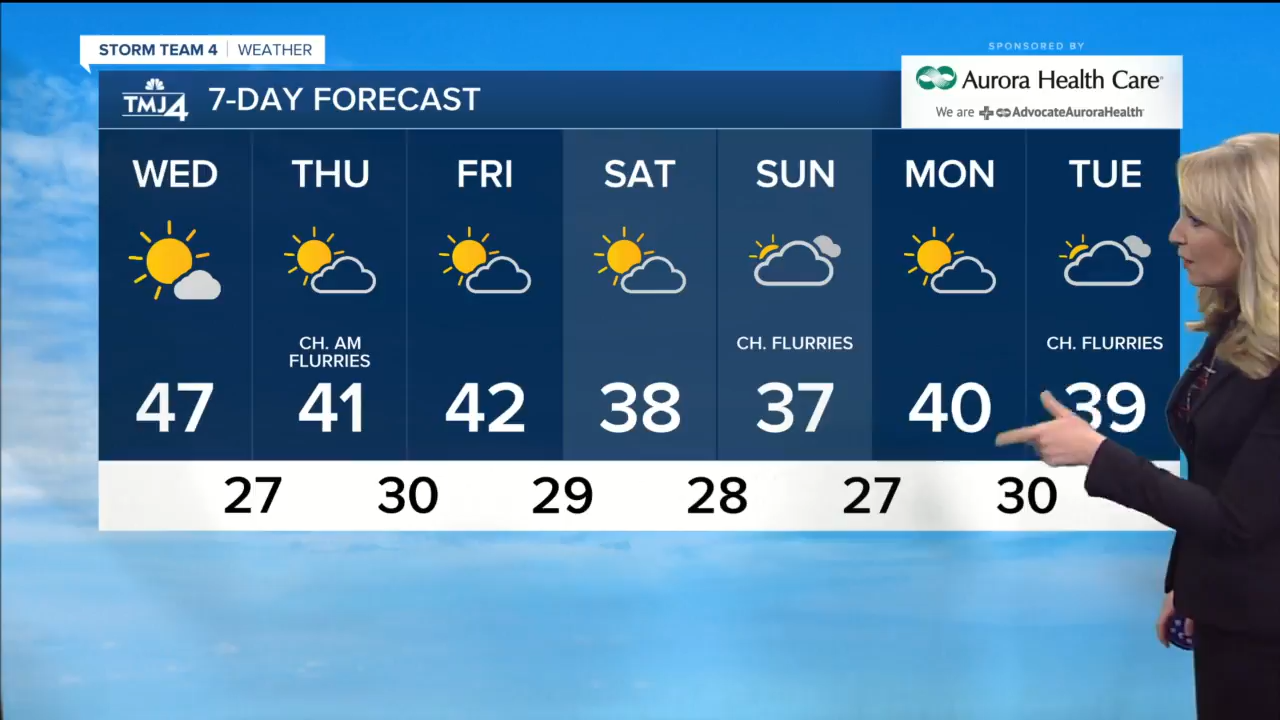 STORM TEAM 4 | WEATHER
SPONSORED BY
Aurora Health Care
We are AdvocateAuroraHealth
TMJ4 7-DAY FORECAST
WED THU FRI SAT SUN MON TUE
CH. AM
FLURRIES
CH. FLURRIES
CH. FLURRIES
47 41 42 38 37 40 39
27 30 29 28 27 30